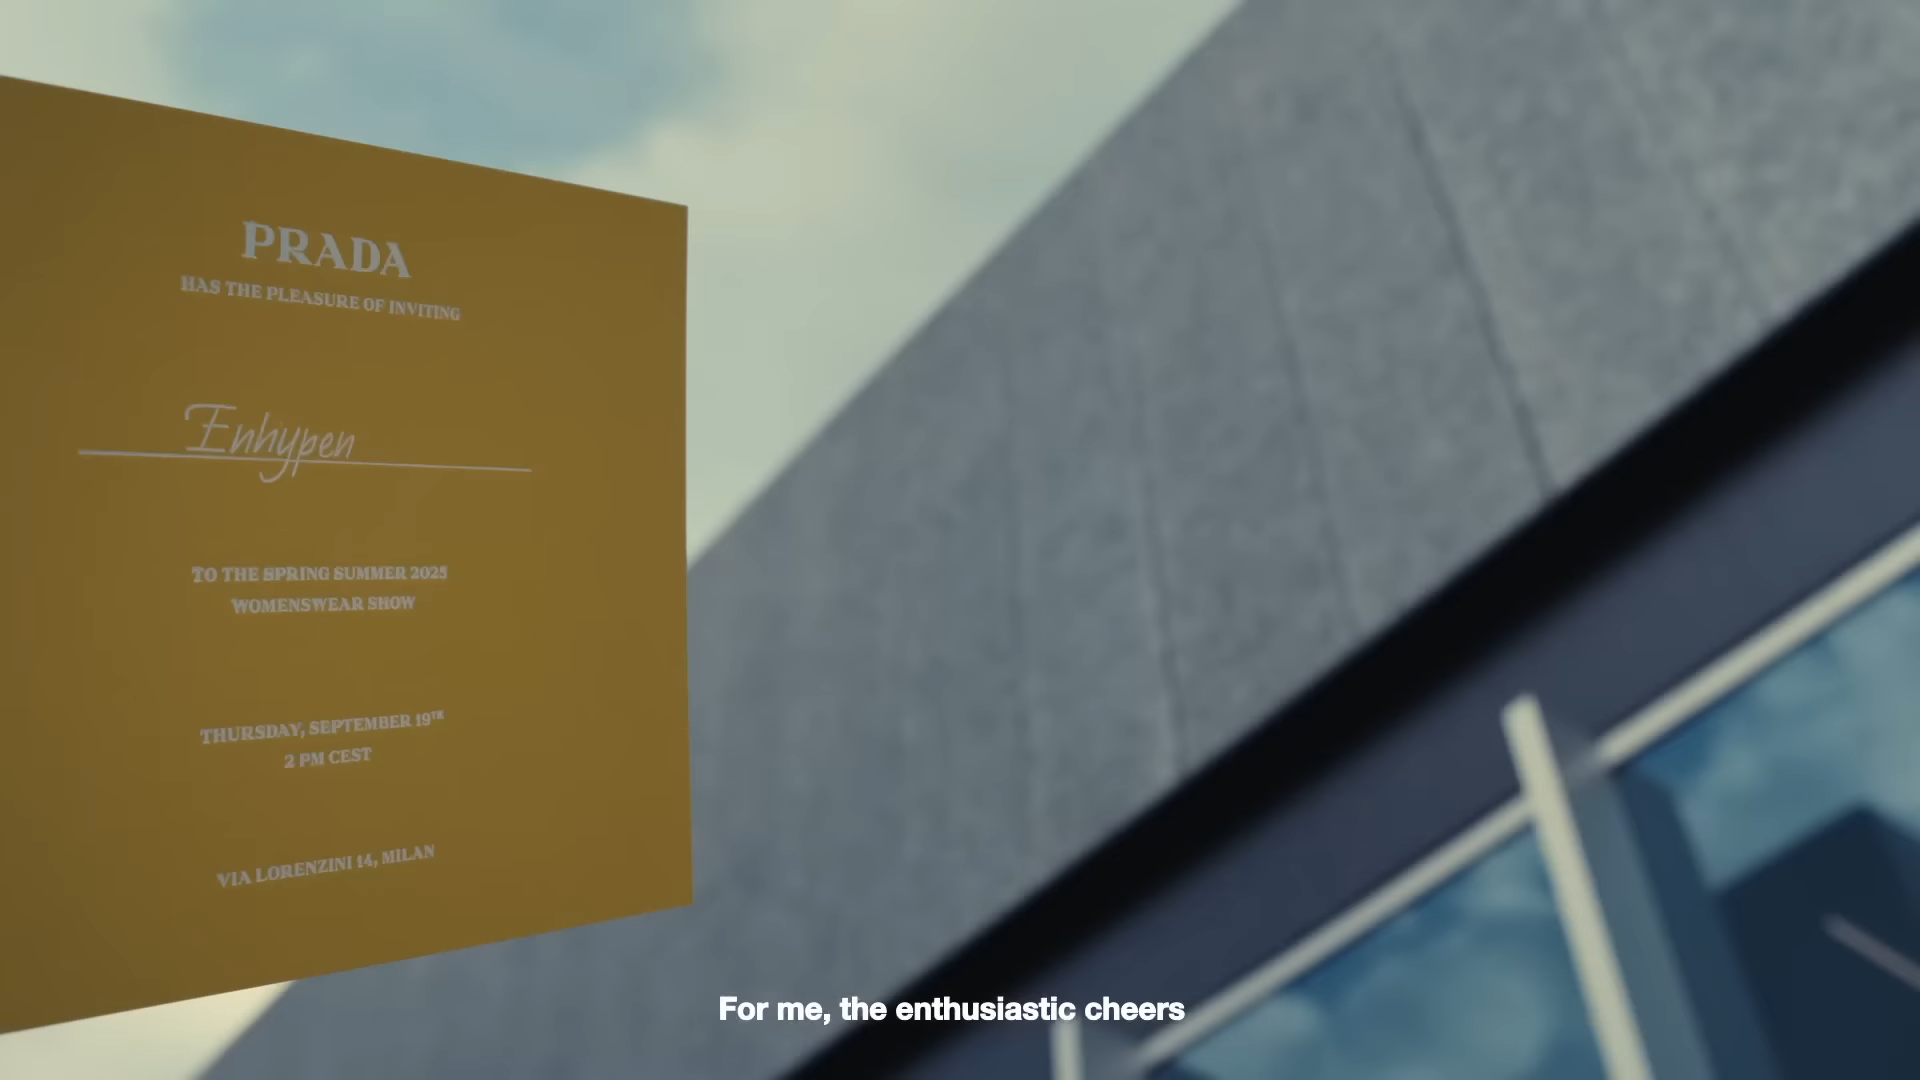 PRADA
HAS THE PLEASURE OF INVITING
Enhypen
TO THE SPRING SUMMER 2025
WOMENSWEAR SHOW
THURSDAY, SEPTEMBER 19TH
2 PM CEST
VIA LORENZINI 14, MILAN
For me, the enthusiastic cheers